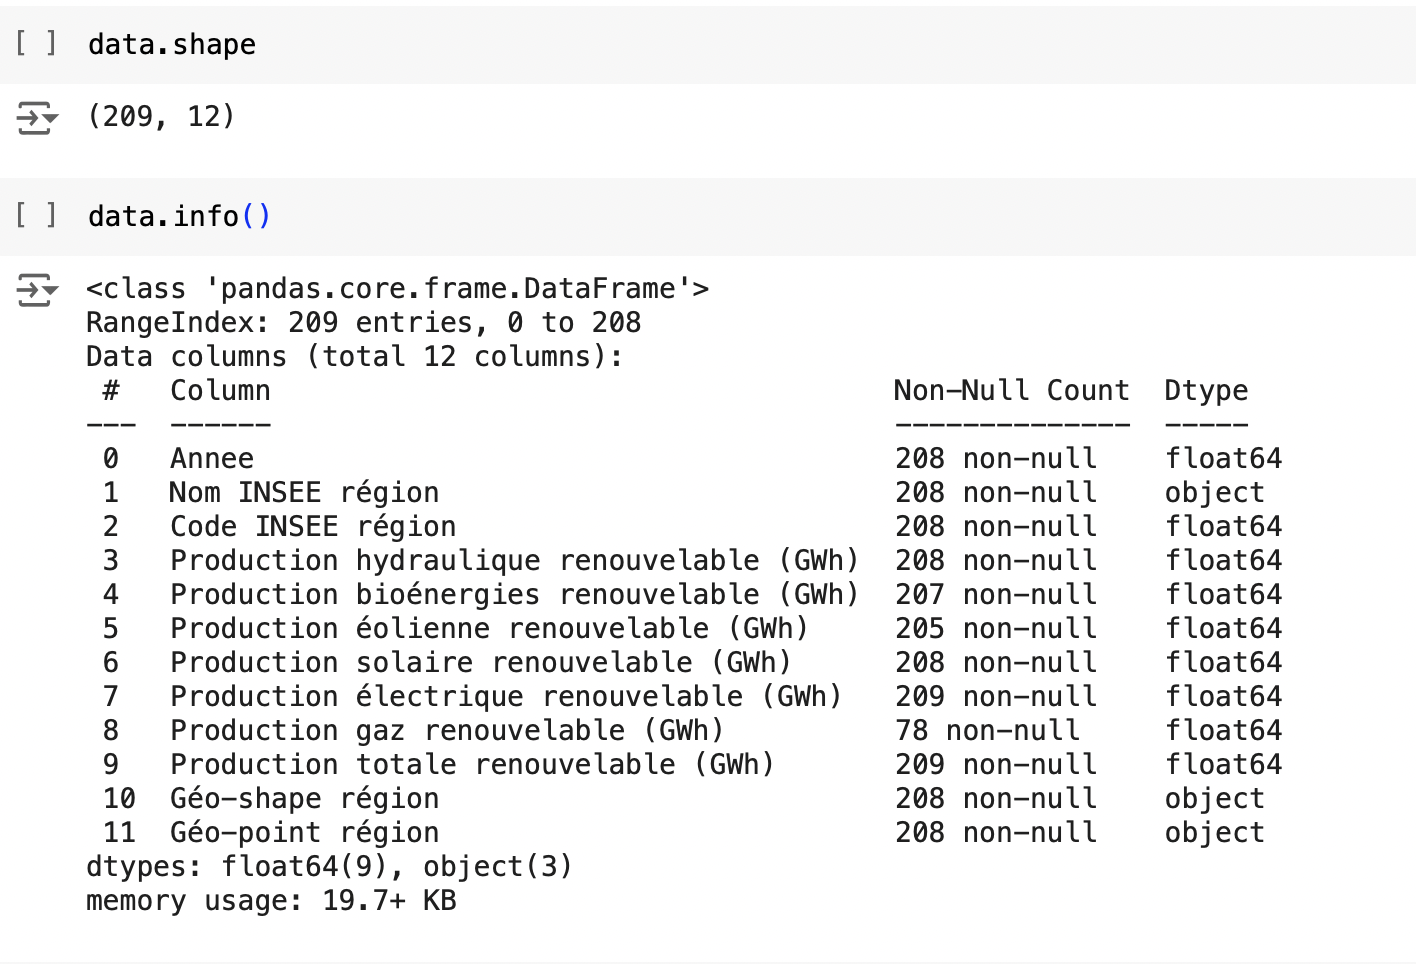 [ ] data.shape
(209, 12)
[ ] data.info()
<class 'pandas.core.frame.DataFrame'>
RangeIndex: 209 entries, 0 to 208
Data columns (total 12 columns):
 #   Column                                     Non-Null Count  Dtype
---  ------                                     --------------  -----
 0   Annee                                      208 non-null    float64
 1   Nom INSEE région                           208 non-null    object
 2   Code INSEE région                          208 non-null    float64
 3   Production hydraulique renouvelable (GWh)  208 non-null    float64
 4   Production bioénergies renouvelable (GWh)  207 non-null    float64
 5   Production éolienne renouvelable (GWh)     205 non-null    float64
 6   Production solaire renouvelable (GWh)      208 non-null    float64
 7   Production électrique renouvelable (GWh)   209 non-null    float64
 8   Production gaz renouvelable (GWh)          78 non-null     float64
 9   Production totale renouvelable (GWh)       209 non-null    float64
 10  Géo-shape région                           208 non-null    object
 11  Géo-point région                           208 non-null    object
dtypes: float64(9), object(3)
memory usage: 19.7+ KB